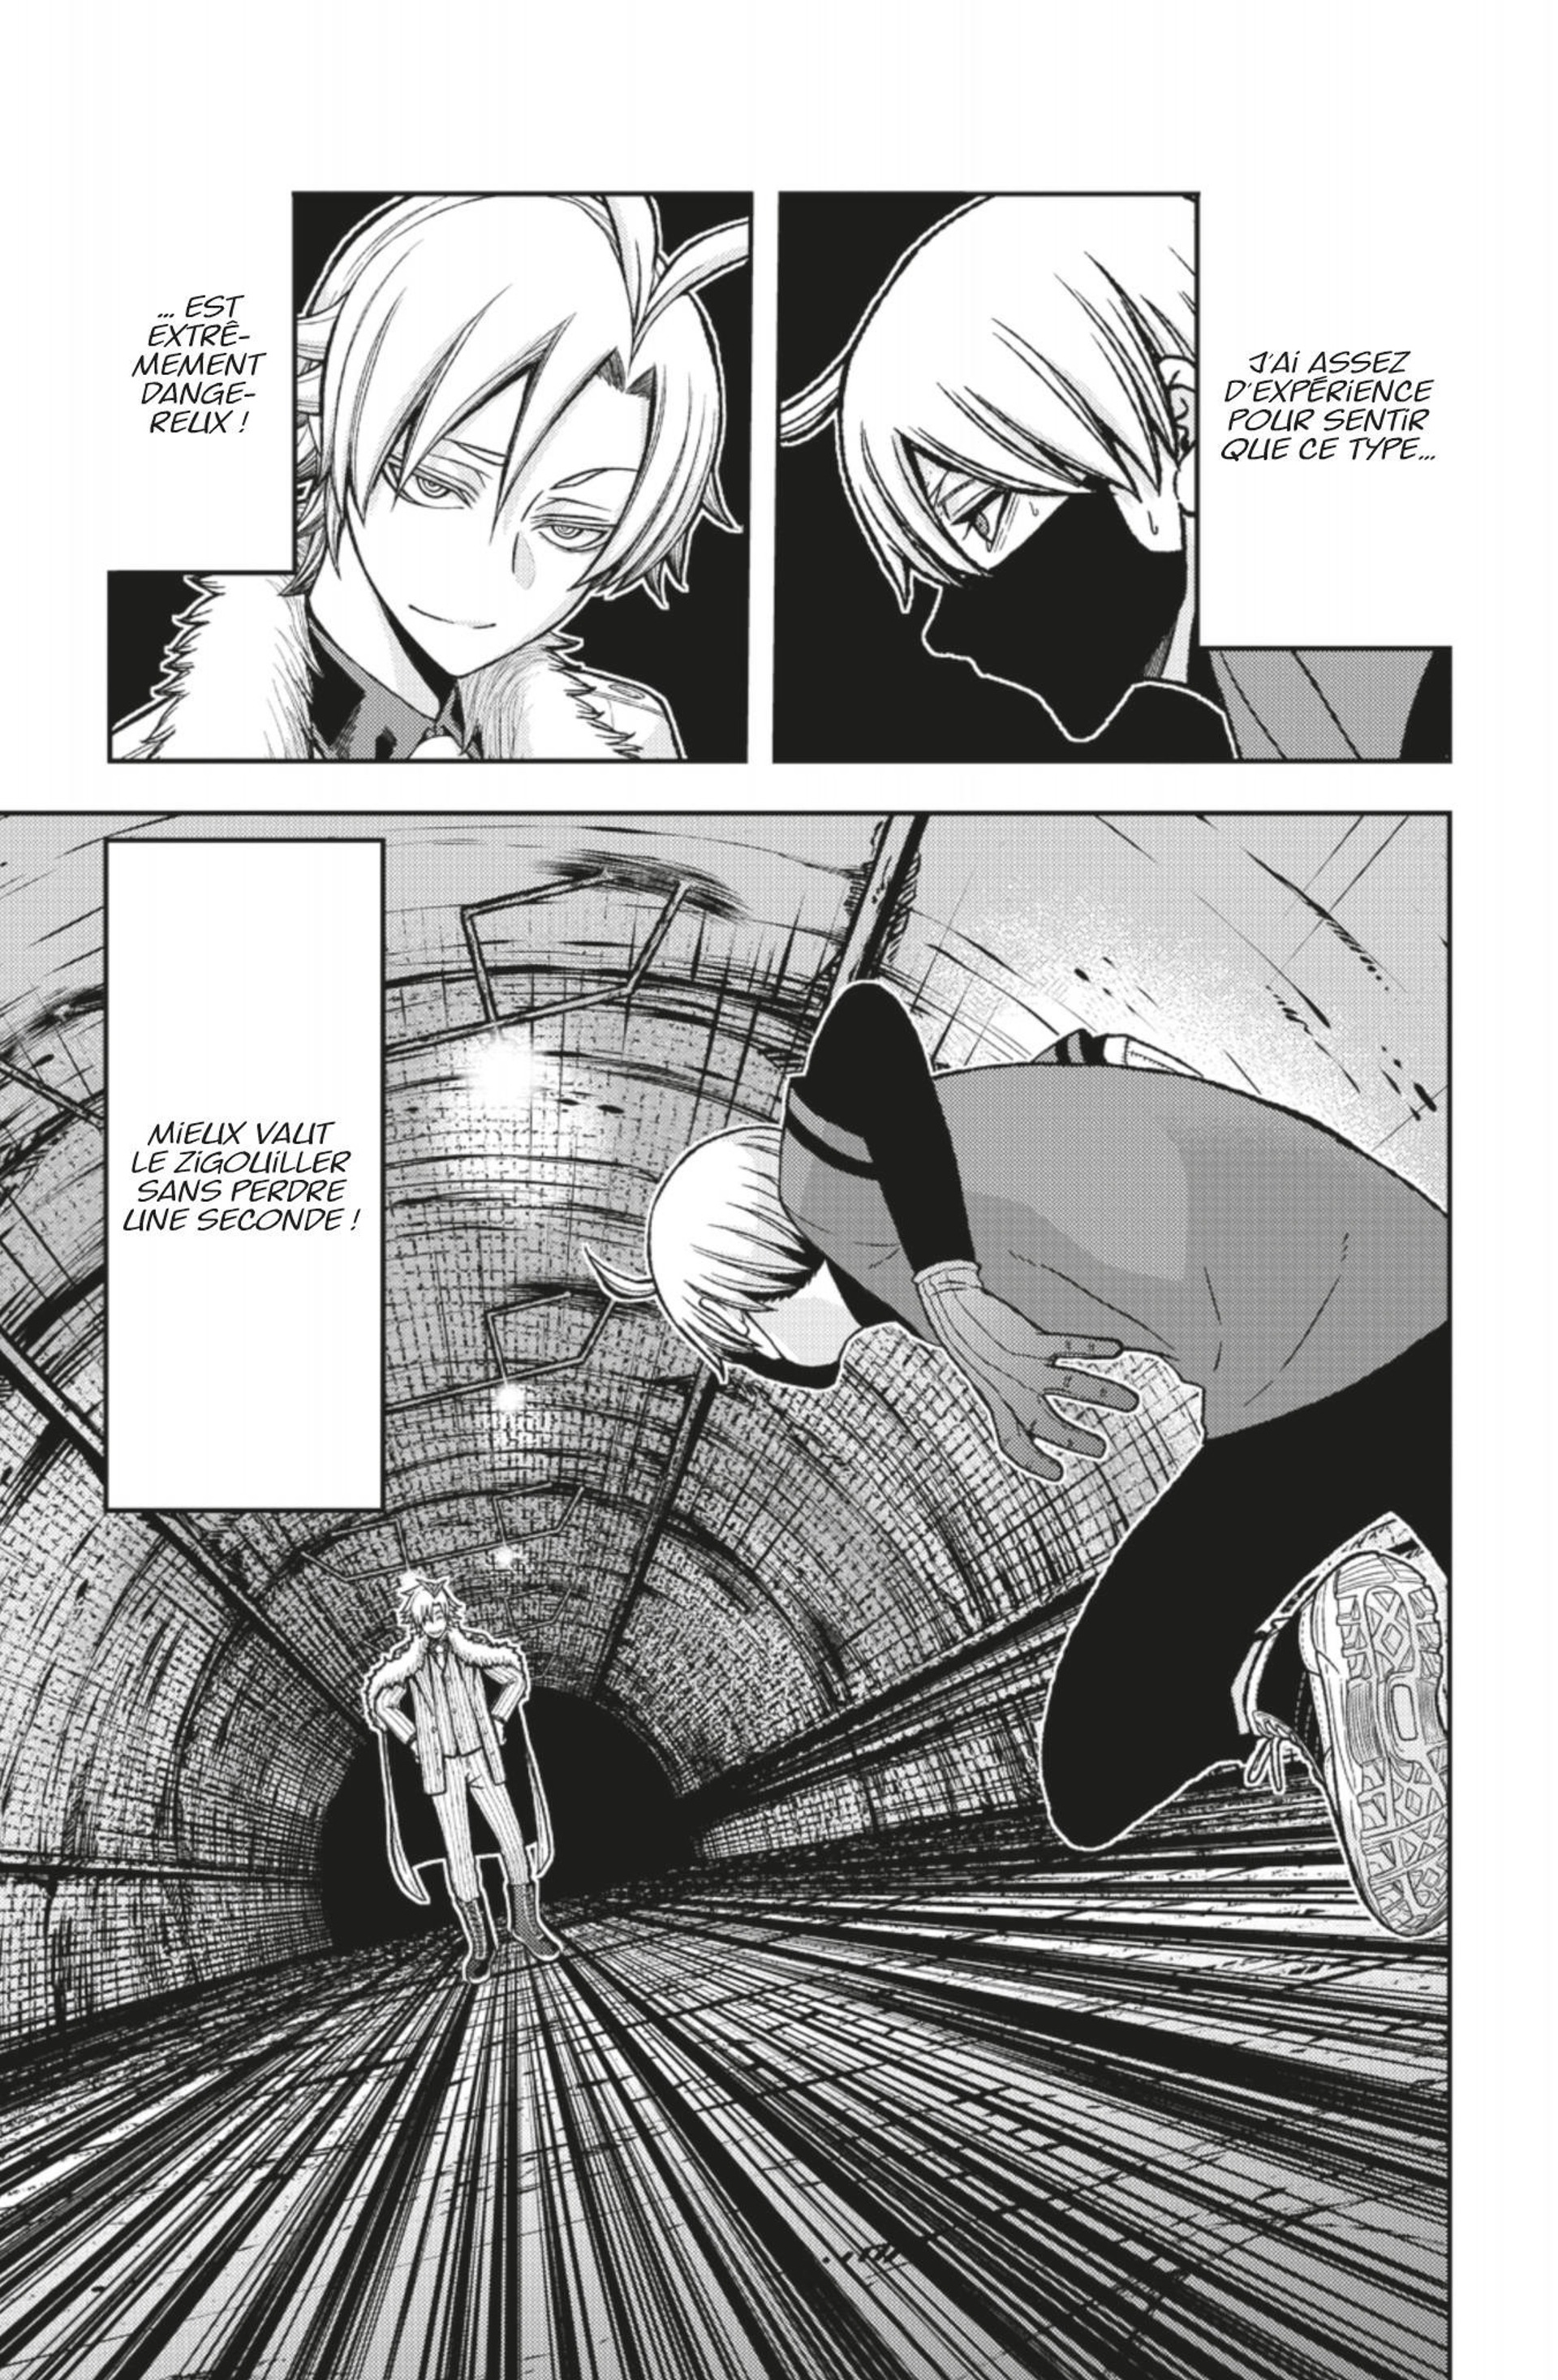 J'AI ASSEZ
D'EXPÉRIENCE
POUR SENTIR
QUE CE TYPE...
... EST
EXTRÊ-
MEMENT
DANGE-
REUX !
MIEUX VAUT
LE ZIGOUILLER
SANS PERDRE
UNE SECONDE !